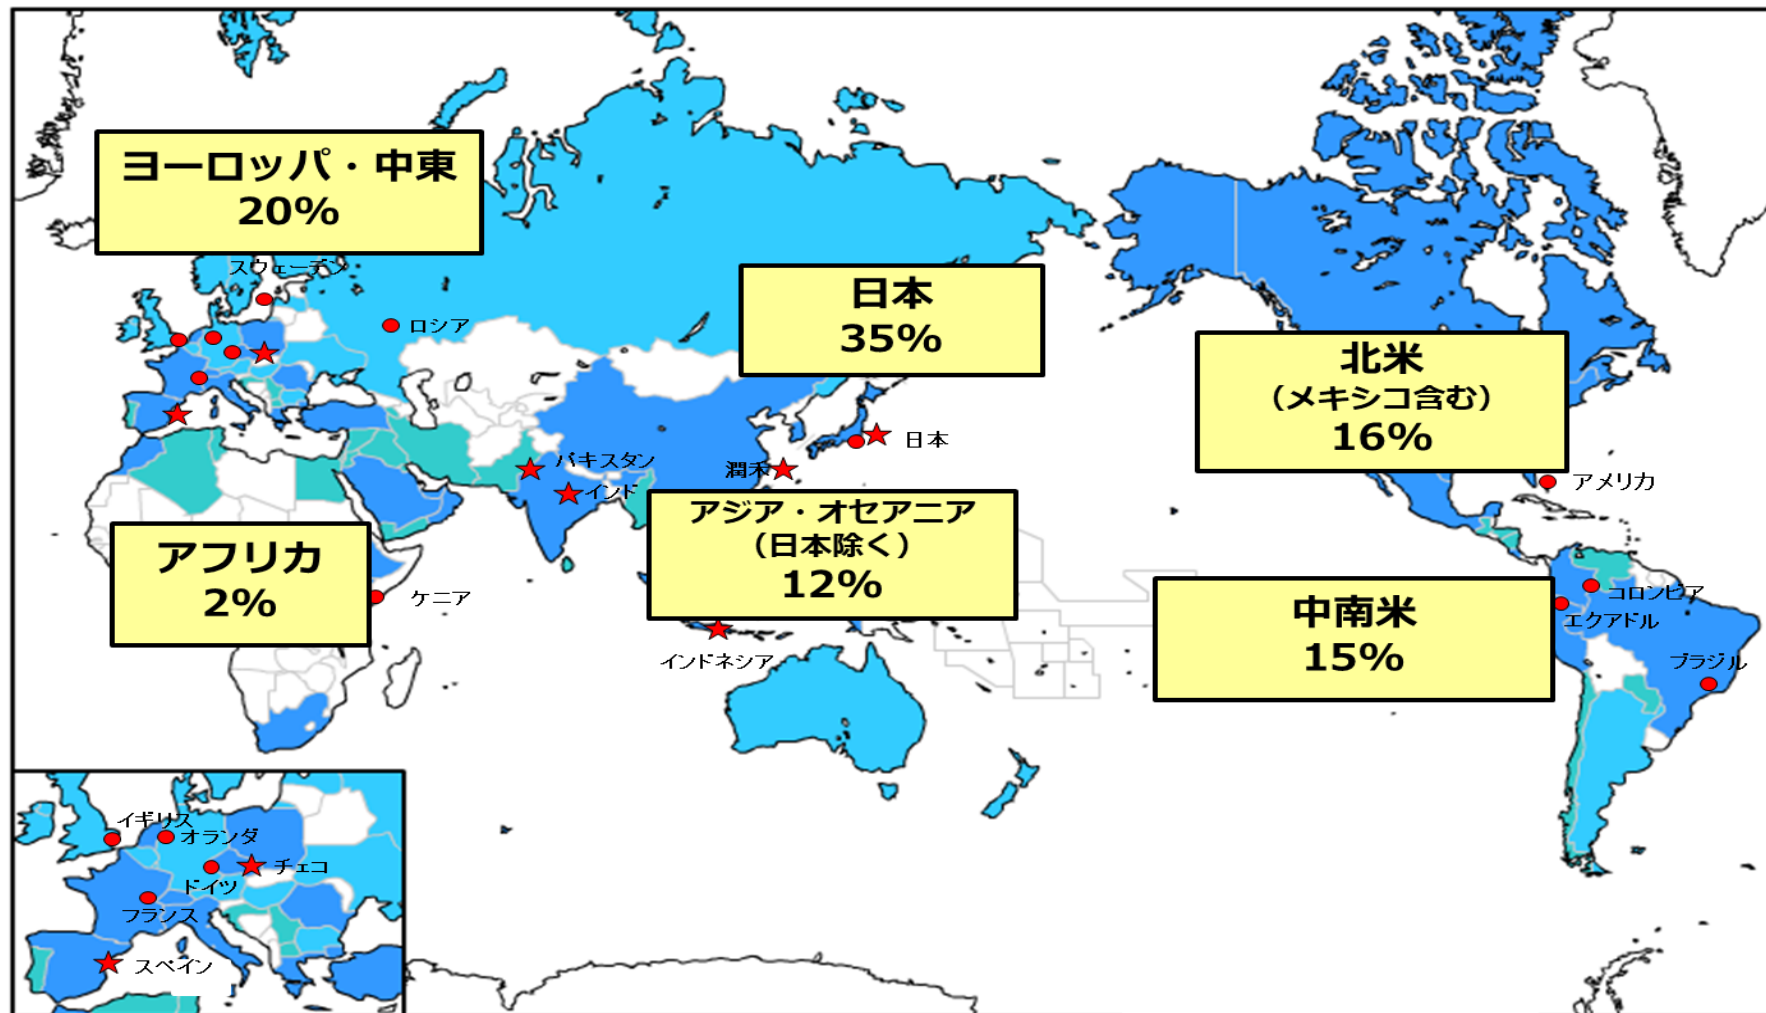 ヨーロッパ・中東
20%
スウェーデン
ロシア
日本
35%
北米
（メキシコ含む）
16%
日本
潤禾
パキスタン
インド
アメリカ
アジア・オセアニア
（日本除く）
12%
アフリカ
2%
ケニア
中南米
15%
コロンビア
エクアドル
インドネシア
ブラジル
イギリス
オランダ
チェコ
ドイツ
フランス
スペイン